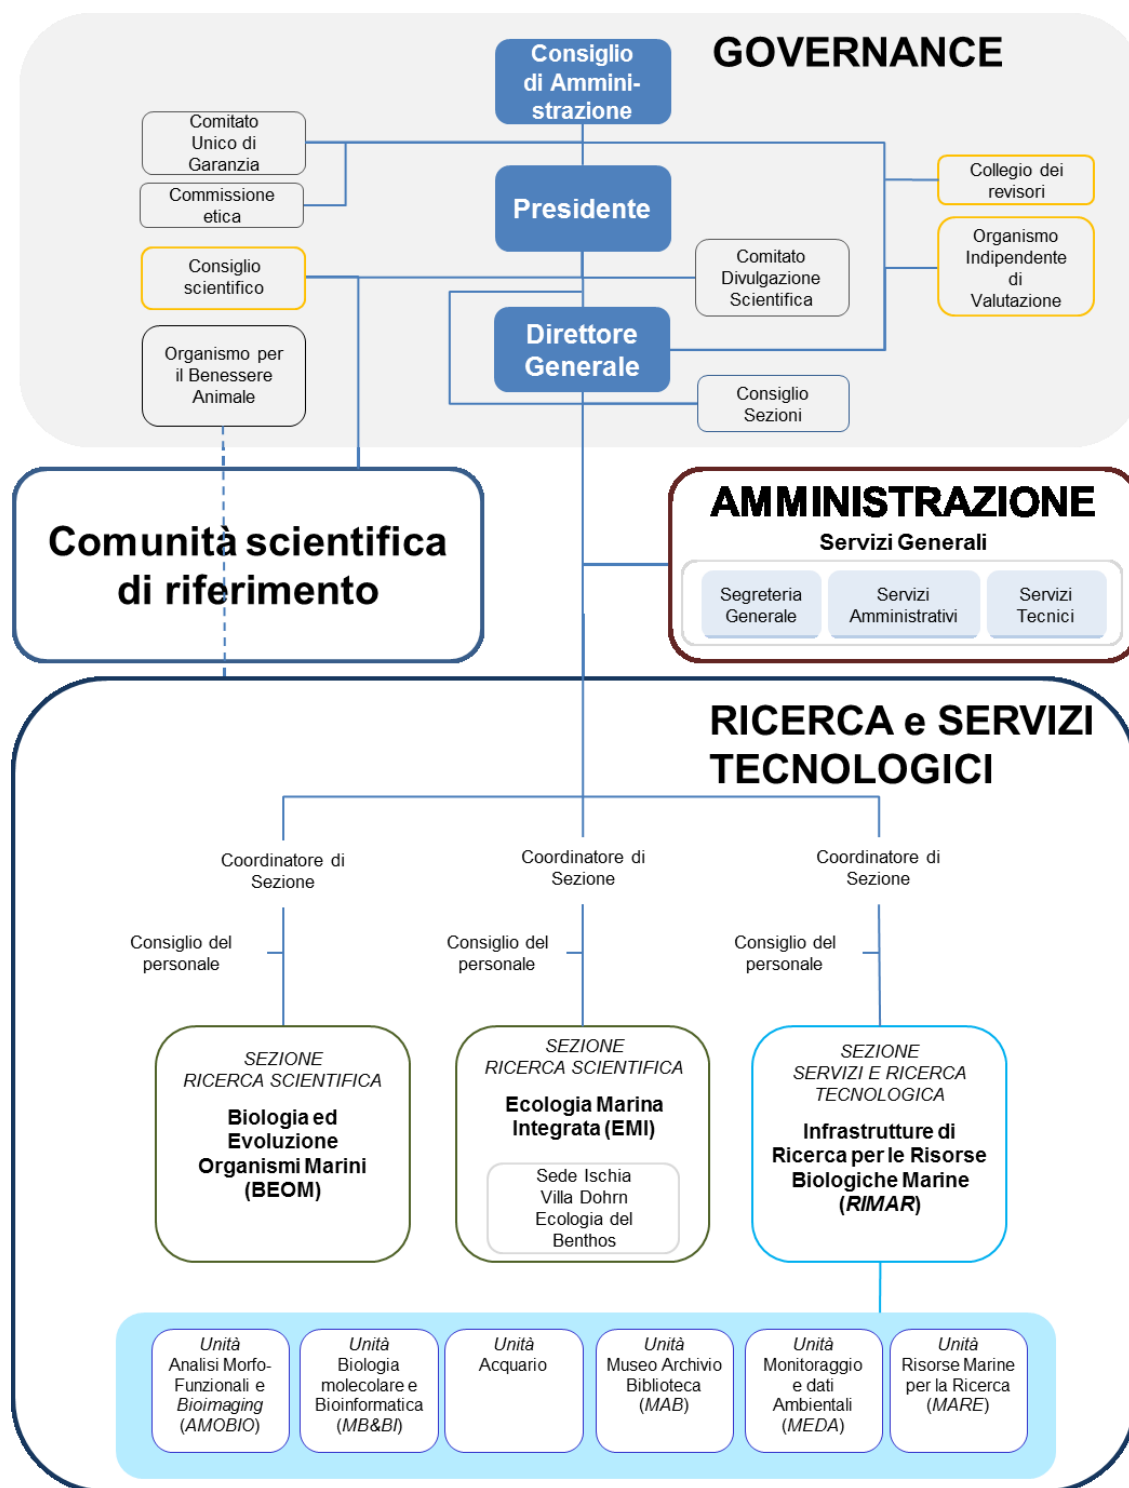 GOVERNANCE
Consiglio
di Ammini-
strazione
Comitato
Unico di
Garanzia
Commissione
etica
Presidente
Collegio dei
revisori
Consiglio
scientifico
Comitato
Divulgazione
Scientifica
Organismo
Indipendente
di
Valutazione
Direttore
Generale
Organismo per
il Benessere
Animale
Consiglio
Sezioni
Comunità scientifica
di riferimento
AMMINISTRAZIONE
Servizi Generali
Segreteria
Generale
Servizi
Amministrativi
Servizi
Tecnici
RICERCA e SERVIZI
TECNOLOGICI
Coordinatore di
Sezione
Coordinatore di
Sezione
Coordinatore di
Sezione
Consiglio del
personale
Consiglio del
personale
Consiglio del
personale
SEZIONE
RICERCA SCIENTIFICA
Biologia ed
Evoluzione
Organismi Marini
(BEOM)
SEZIONE
RICERCA SCIENTIFICA
Ecologia Marina
Integrata (EMI)
Sede Ischia
Villa Dohrn
Ecologia del
Benthos
SEZIONE
SERVIZI E RICERCA
TECNOLOGICA
Infrastrutture di
Ricerca per le Risorse
Biologiche Marine
(RIMAR)
Unità
Analisi Morfo-
Funzionali e
Bioimaging
(AMOBIO)
Unità
Biologia
molecolare e
Bioinformatica
(MB&BI)
Unità
Acquario
Unità
Museo Archivio
Biblioteca
(MAB)
Unità
Monitoraggio
e dati
Ambientali
(MEDA)
Unità
Risorse Marine
per la Ricerca
(MARE)